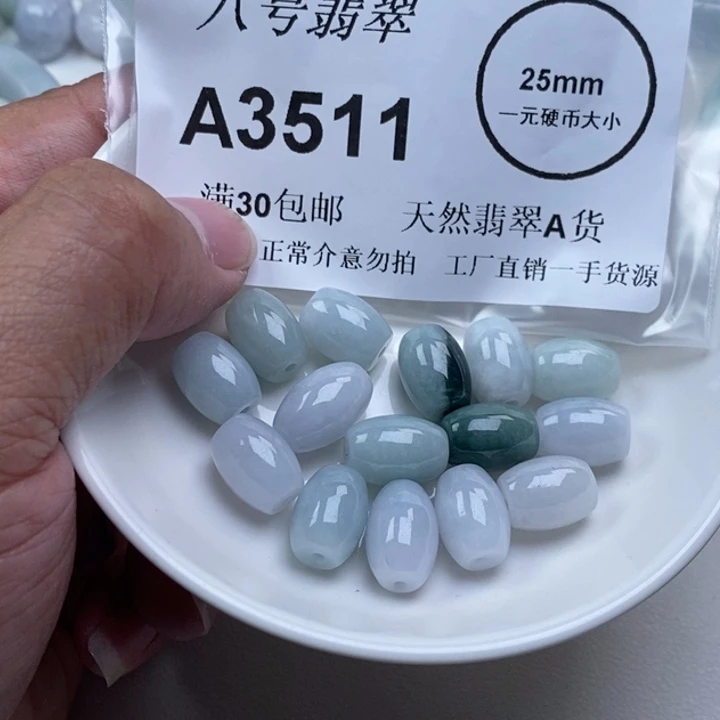 八号翡翠
A3511
25mm
一元硬币大小
满30包邮 天然翡翠A货
正常介意勿拍 工厂直销一手货源